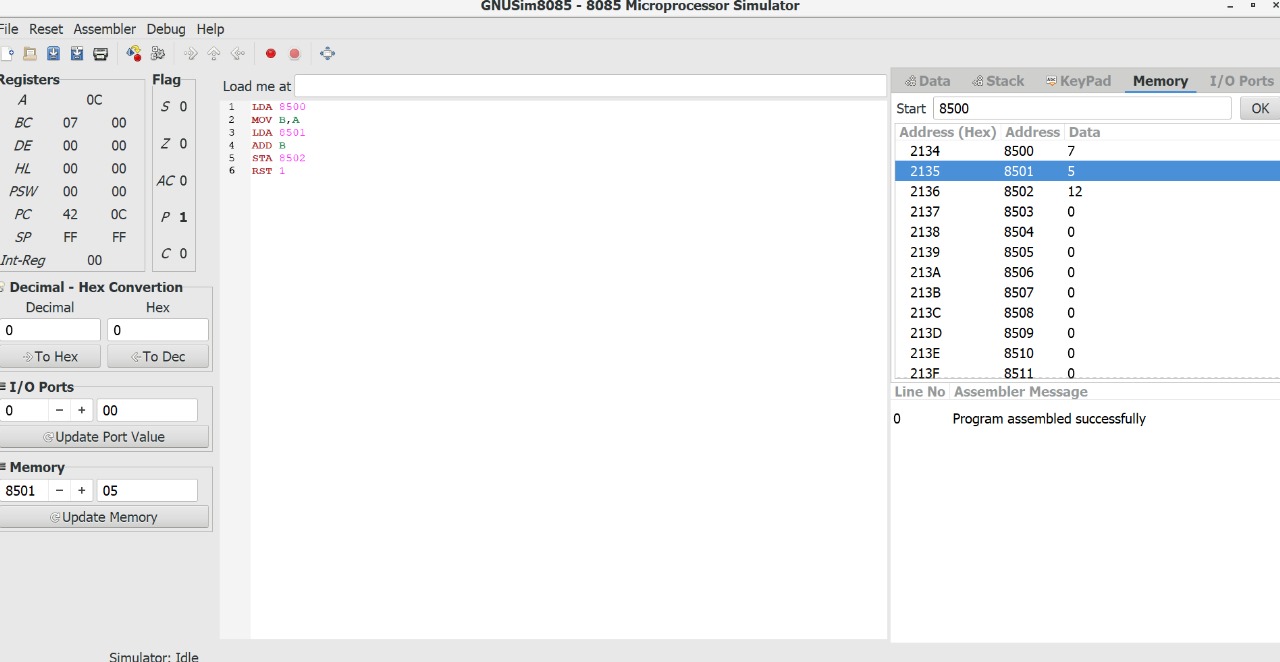 GNUSim8085 - 8085 Microprocessor Simulator
File Reset Assembler Debug Help
Registers
A 0C
BC 07 00
DE 00 00
HL 00 00
PSW 00 00
PC 42 0C
SP FF FF
Int-Reg 00
Flag
S 0
Z 0
AC 0
P 1
C 0
Decimal - Hex Convertion
Decimal Hex
0 0
To Hex To Dec
I/O Ports
0 − + 00
Update Port Value
Memory
8501 − + 05
Update Memory
Load me at
1 LDA 8500
2 MOV B,A
3 LDA 8501
4 ADD B
5 STA 8502
6 RST 1
Data Stack KeyPad Memory I/O Ports
Start 8500 OK
Address (Hex) Address Data
2134 8500 7
2135 8501 5
2136 8502 12
2137 8503 0
2138 8504 0
2139 8505 0
213A 8506 0
213B 8507 0
213C 8508 0
213D 8509 0
213E 8510 0
213F 8511 0
Line No Assembler Message
0 Program assembled successfully
Simulator: Idle